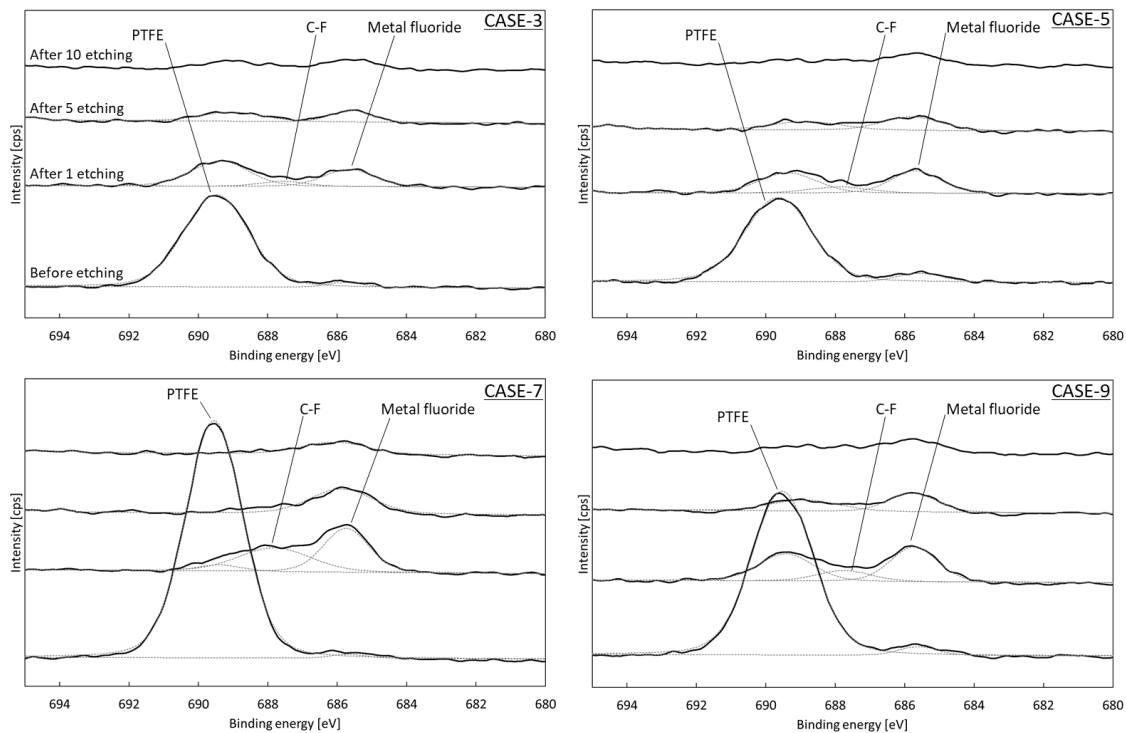 CASE-3
PTFE
C-F
Metal fluoride
After 10 etching
After 5 etching
After 1 etching
Before etching
Intensity [cps]
694 692 690 688 686 684 682 680
Binding energy [eV]
CASE-5
PTFE
C-F
Metal fluoride
Intensity [cps]
694 692 690 688 686 684 682 680
Binding energy [eV]
CASE-7
PTFE
C-F
Metal fluoride
Intensity [cps]
694 692 690 688 686 684 682 680
Binding energy [eV]
CASE-9
PTFE
C-F
Metal fluoride
Intensity [cps]
694 692 690 688 686 684 682 680
Binding energy [eV]